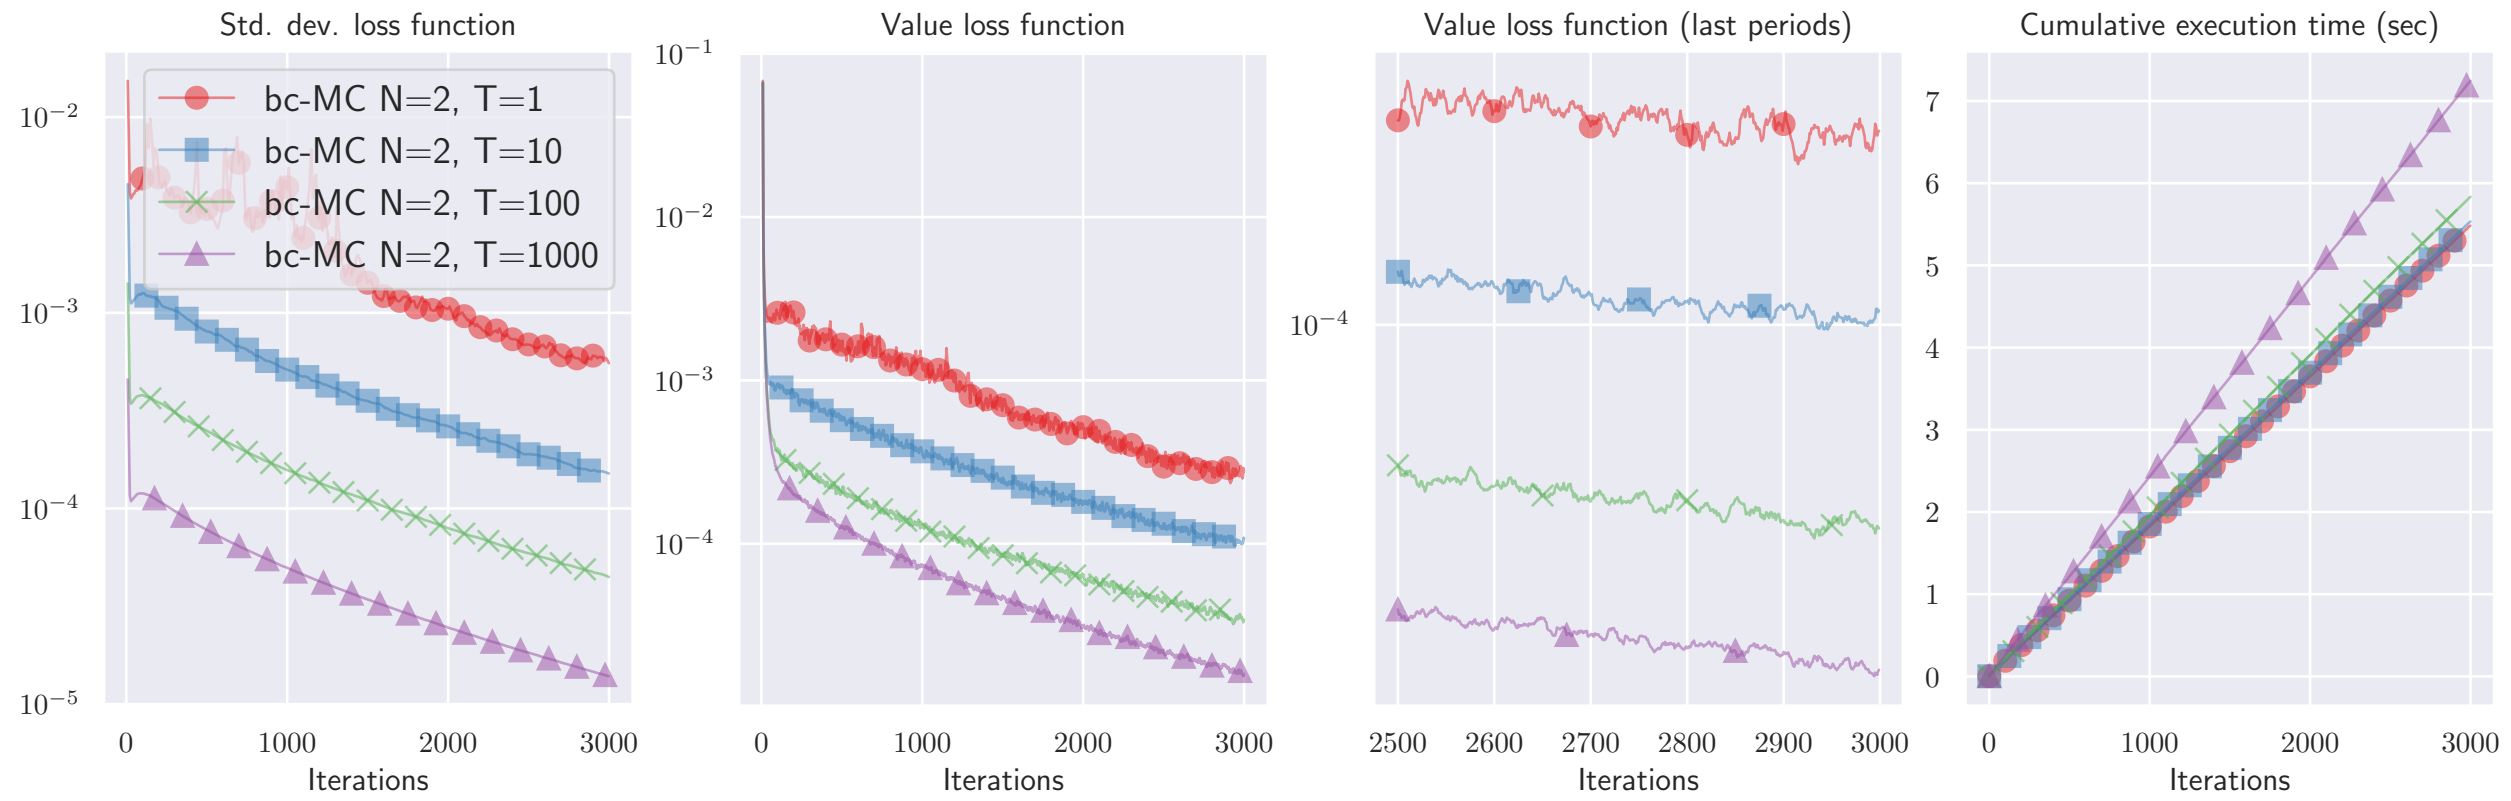 Std. dev. loss function
10⁻²
10⁻³
10⁻⁴
10⁻⁵
bc-MC N=2, T=1
bc-MC N=2, T=10
bc-MC N=2, T=100
bc-MC N=2, T=1000
0 1000 2000 3000
Iterations
Value loss function
10⁻¹
10⁻²
10⁻³
10⁻⁴
0 1000 2000 3000
Iterations
Value loss function (last periods)
10⁻⁴
2500 2600 2700 2800 2900 3000
Iterations
Cumulative execution time (sec)
7
6
5
4
3
2
1
0
0 1000 2000 3000
Iterations